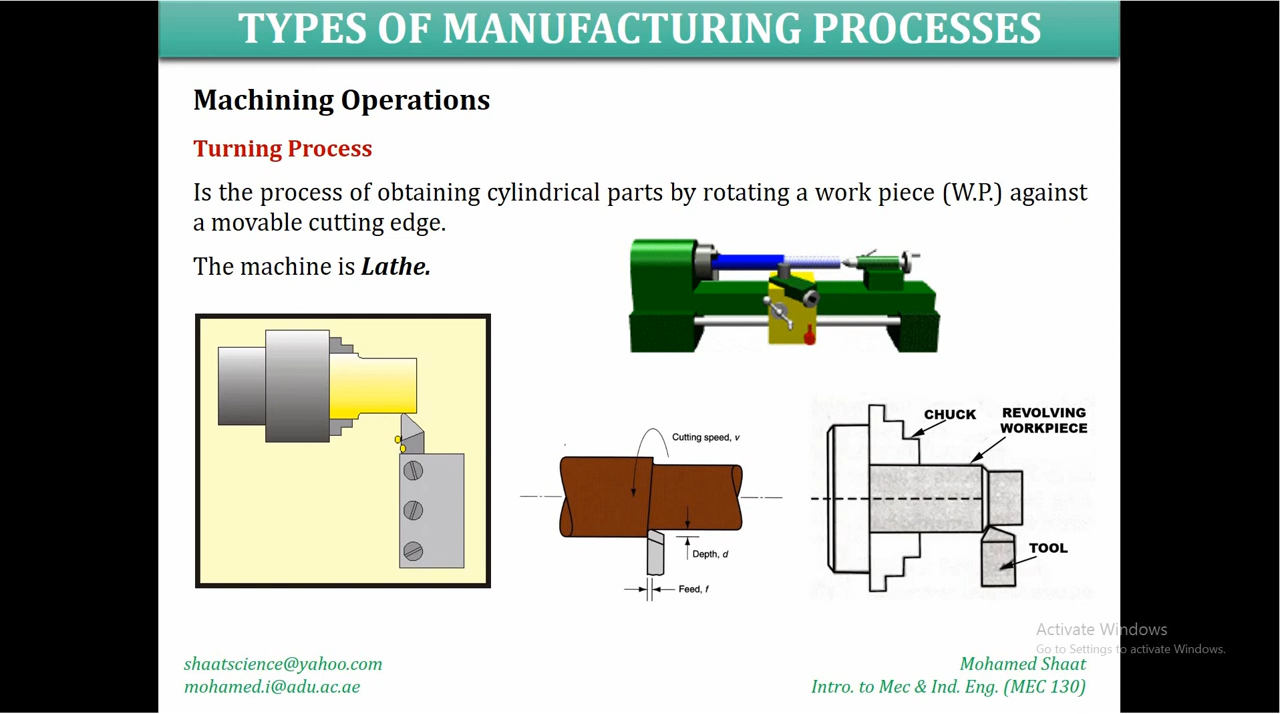 TYPES OF MANUFACTURING PROCESSES
Machining Operations
Turning Process
Is the process of obtaining cylindrical parts by rotating a work piece (W.P.) against
a movable cutting edge.
The machine is Lathe.
Cutting speed, v
Depth, d
Feed, f
CHUCK
REVOLVING
WORKPIECE
TOOL
Activate Windows
Go to Settings to activate Windows.
shaatscience@yahoo.com
mohamed.i@adu.ac.ae
Mohamed Shaat
Intro. to Mec & Ind. Eng. (MEC 130)